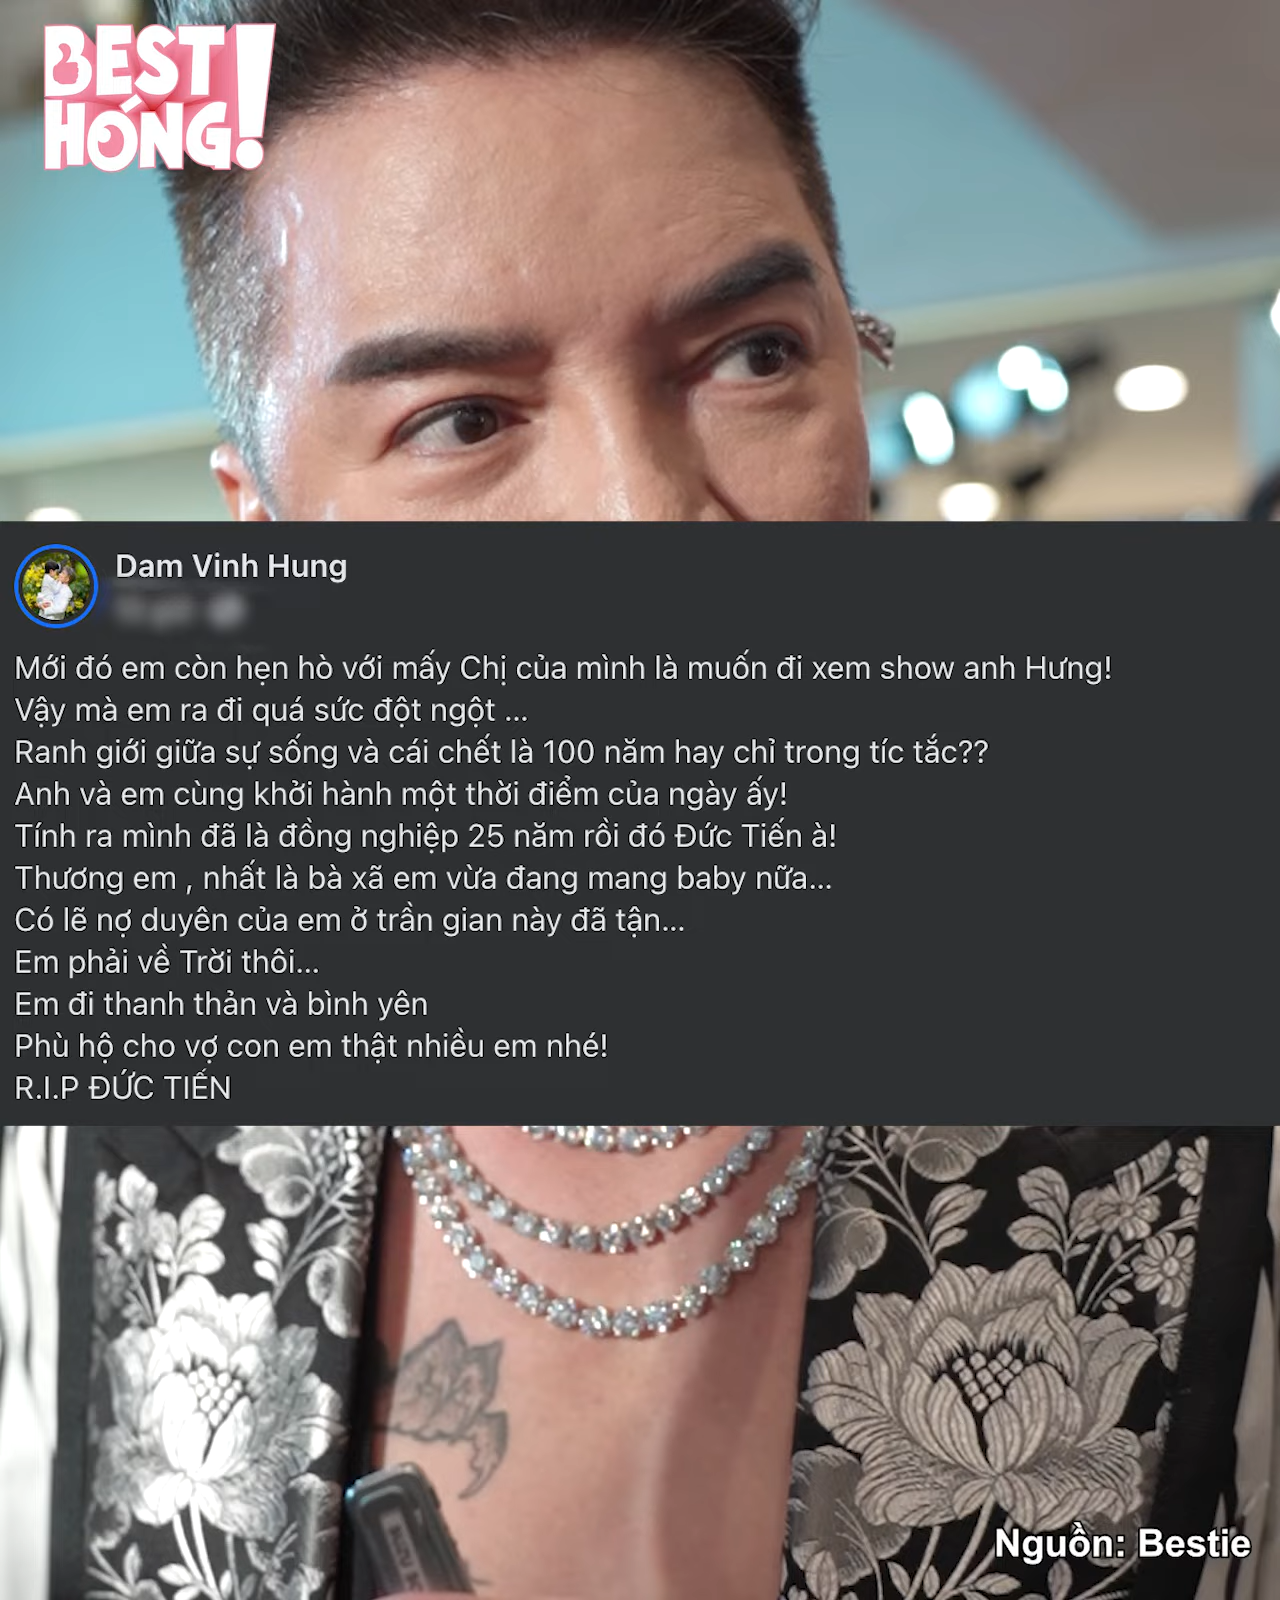 BEST
HÓNG!
Dam Vinh Hung
Mới đó em còn hẹn hò với mấy Chị của mình là muốn đi xem show anh Hưng!
Vậy mà em ra đi quá sức đột ngột ...
Ranh giới giữa sự sống và cái chết là 100 năm hay chỉ trong tíc tắc??
Anh và em cùng khởi hành một thời điểm của ngày ấy!
Tính ra mình đã là đồng nghiệp 25 năm rồi đó Đức Tiến à!
Thương em , nhất là bà xã em vừa đang mang baby nữa...
Có lẽ nợ duyên của em ở trần gian này đã tận...
Em phải về Trời thôi...
Em đi thanh thản và bình yên
Phù hộ cho vợ con em thật nhiều em nhé!
R.I.P ĐỨC TIẾN
Nguồn: Bestie